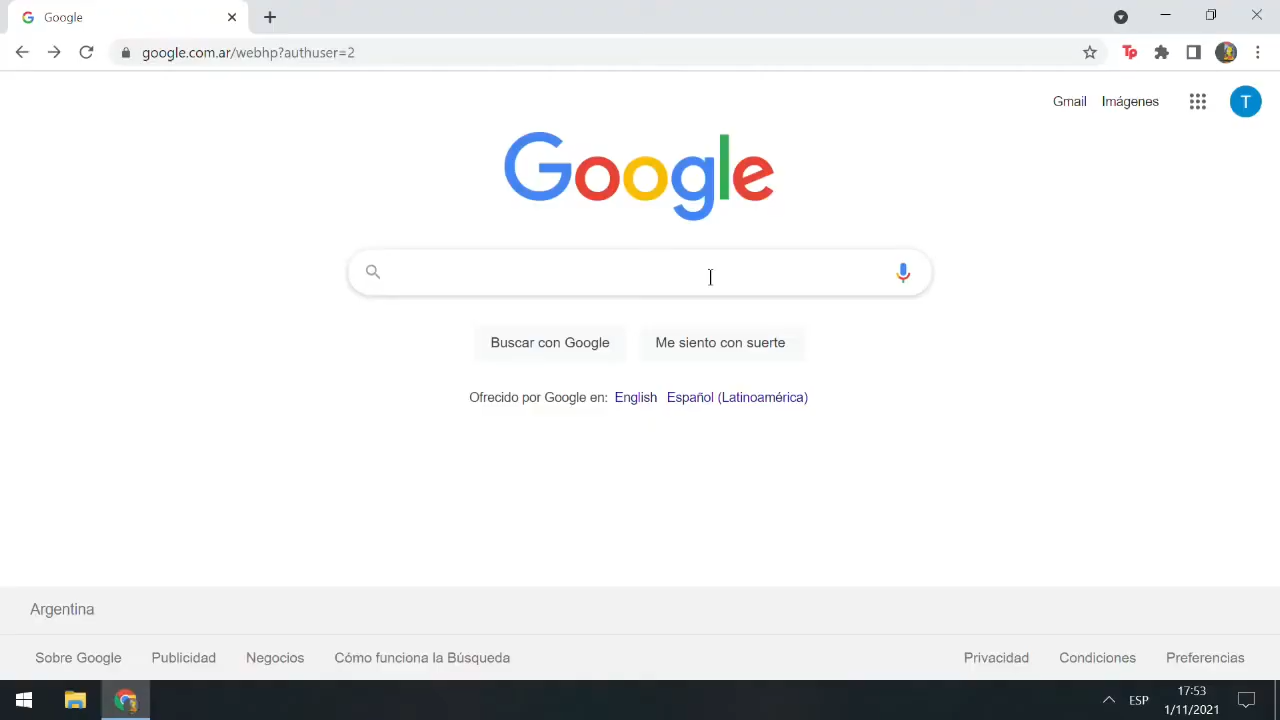 Google
google.com.ar/webhp?authuser=2
Tp
Gmail Imágenes
T
Google
Buscar con Google Me siento con suerte
Ofrecido por Google en: English Español (Latinoamérica)
Argentina
Sobre Google Publicidad Negocios Cómo funciona la Búsqueda Privacidad Condiciones Preferencias
ESP
17:53
1/11/2021